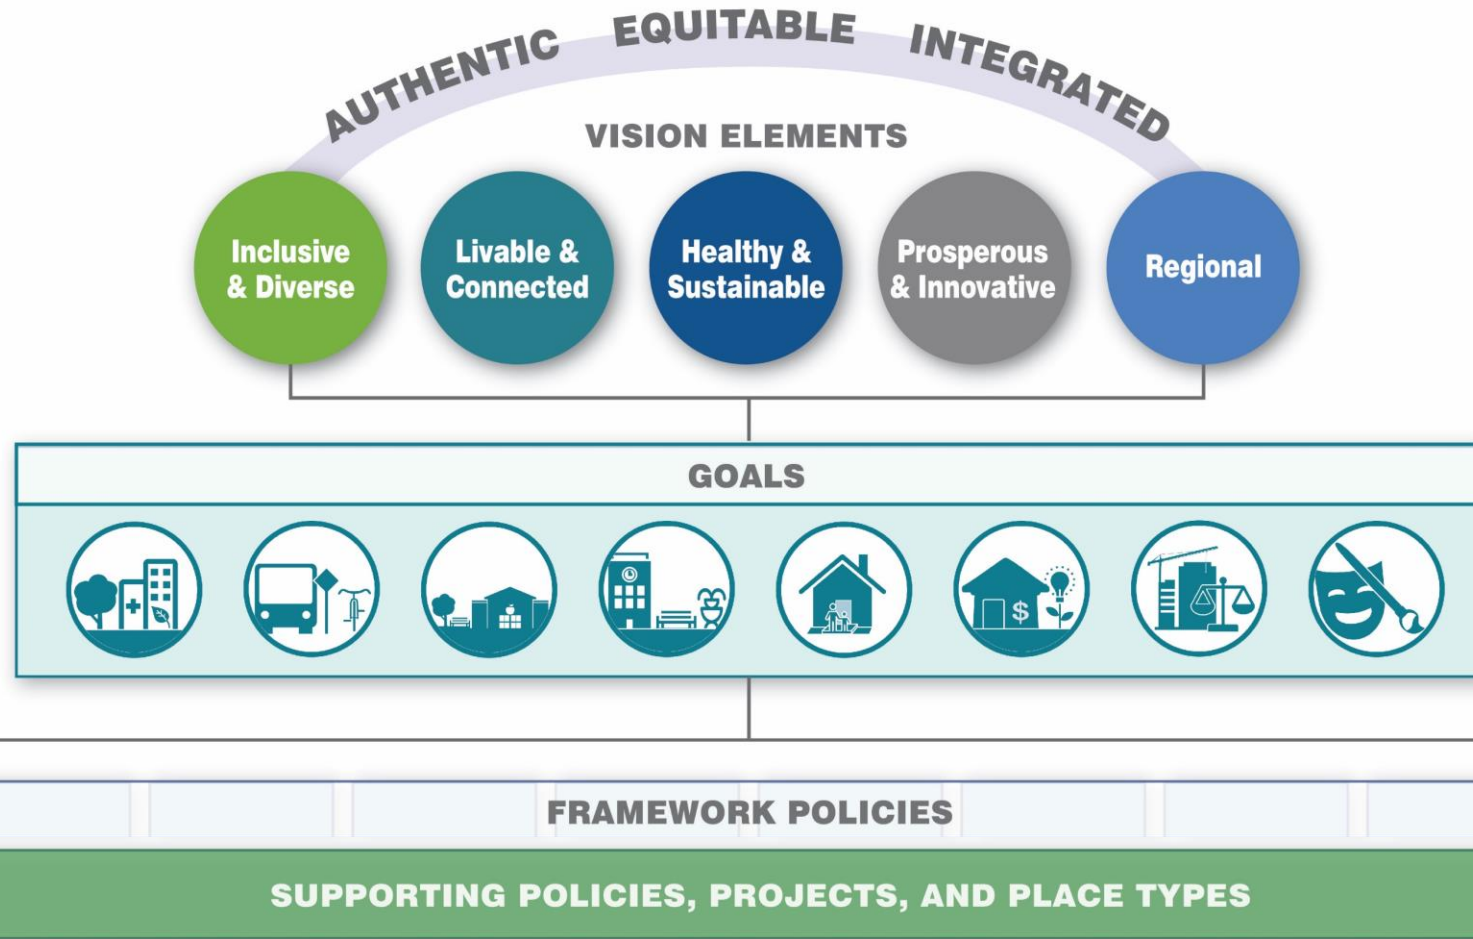 AUTHENTIC EQUITABLE INTEGRATED
VISION ELEMENTS
Inclusive
& Diverse
Livable &
Connected
Healthy &
Sustainable
Prosperous
& Innovative
Regional
GOALS
$
FRAMEWORK POLICIES
SUPPORTING POLICIES, PROJECTS, AND PLACE TYPES